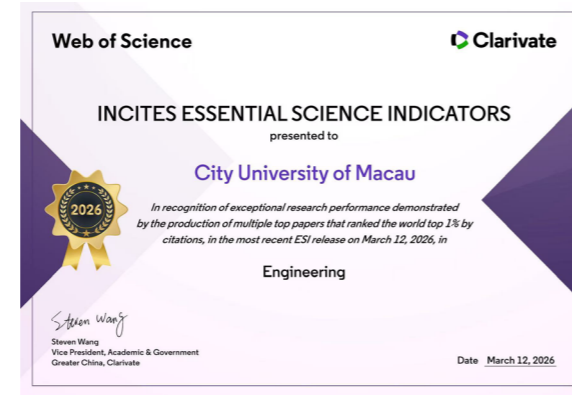 Web of Science
Clarivate
INCITES ESSENTIAL SCIENCE INDICATORS
presented to
City University of Macau
2026
In recognition of exceptional research performance demonstrated
by the production of multiple top papers that ranked the world top 1% by
citations, in the most recent ESI release on March 12, 2026, in
Engineering
Steven Wang
Steven Wang
Vice President, Academic & Government
Greater China, Clarivate
Date March 12, 2026